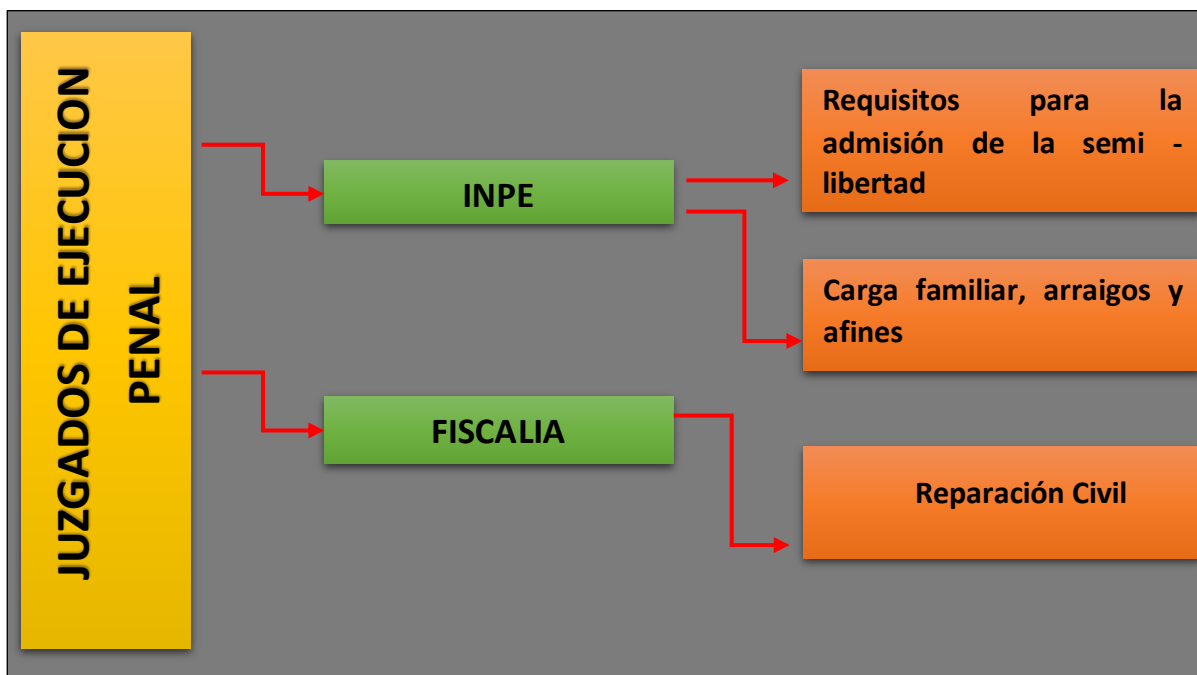 JUZGADOS DE EJECUCION
PENAL
INPE
Requisitos para la
admisión de la semi -
libertad
Carga familiar, arraigos y
afines
FISCALIA
Reparación Civil